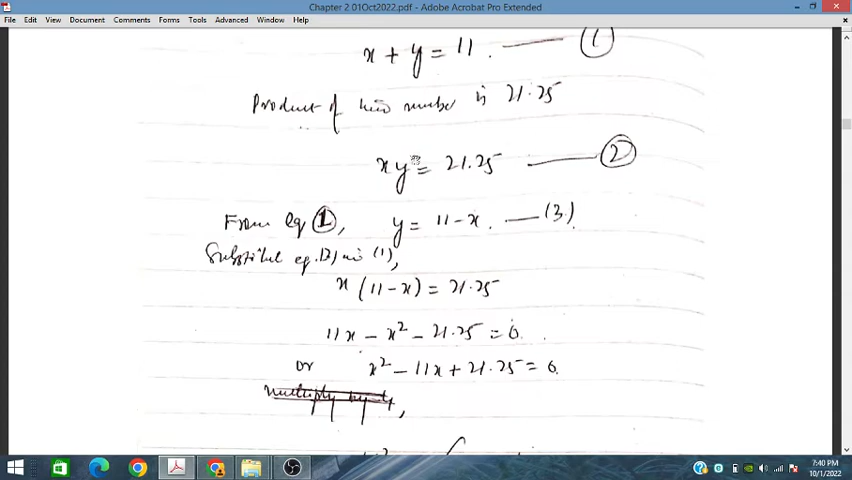 Chapter 2 01Oct2022.pdf - Adobe Acrobat Pro Extended
File Edit View Document Comments Forms Tools Advanced Window Help
x + y = 11. — (1)
Product of two number is 21.25
xy = 21.25 — (2)
From eq (1), y = 11-x. — (3)
Substitut eq.(3) in (1),
x (11-x) = 21.25
11x - x² - 21.25 = 0.
or x² - 11x + 21.25 = 0.
7:40 PM
10/1/2022